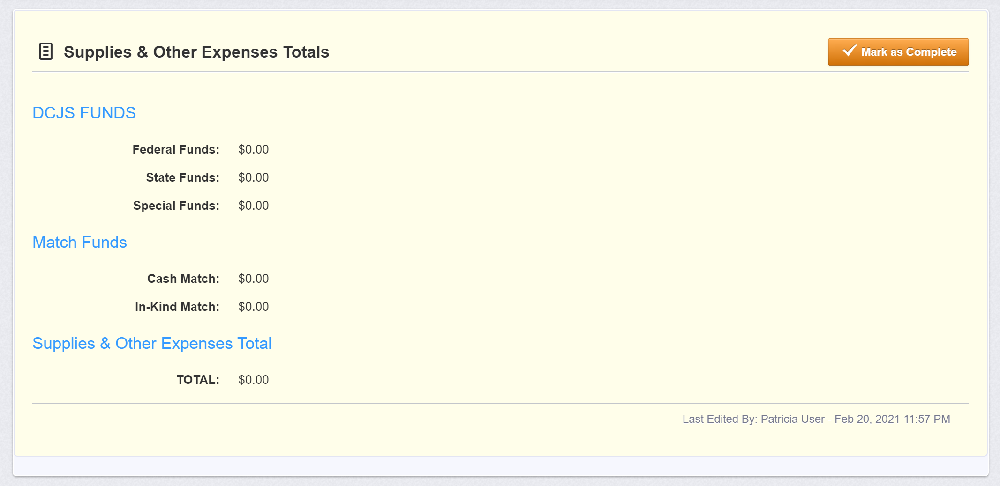 Supplies & Other Expenses Totals
Mark as Complete
DCJS FUNDS
Federal Funds: $0.00
State Funds: $0.00
Special Funds: $0.00
Match Funds
Cash Match: $0.00
In-Kind Match: $0.00
Supplies & Other Expenses Total
TOTAL: $0.00
Last Edited By: Patricia User - Feb 20, 2021 11:57 PM